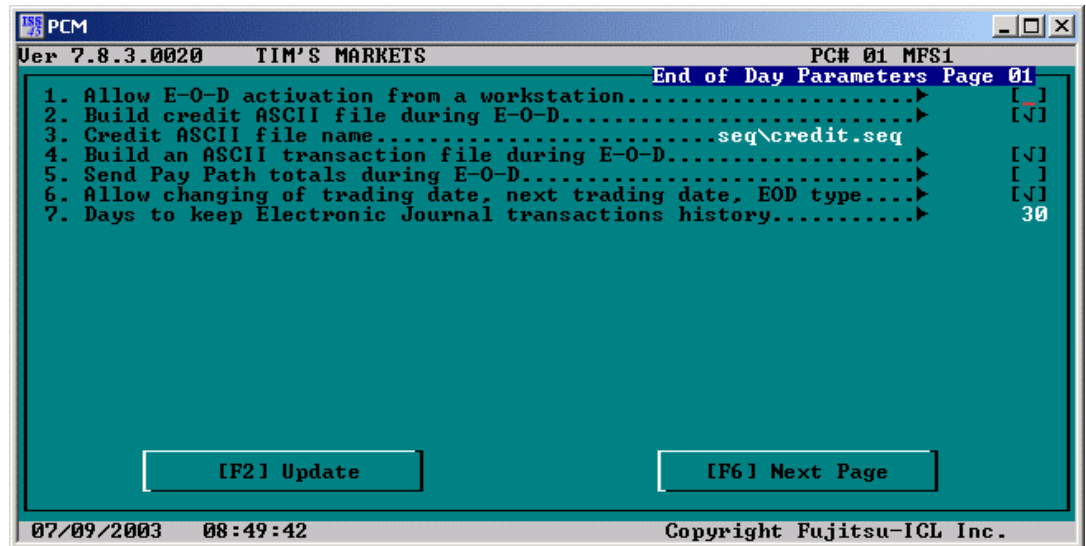 ISS 45 PCM
Ver 7.8.3.0020 TIM'S MARKETS PC# 01 MFS1
End of Day Parameters Page 01
1. Allow E-O-D activation from a workstation.......................► [_]
2. Build credit ASCII file during E-O-D............................► [√]
3. Credit ASCII file name..........................seq\credit.seq
4. Build an ASCII transaction file during E-O-D....................► [√]
5. Send Pay Path totals during E-O-D...............................► [ ]
6. Allow changing of trading date, next trading date, EOD type....► [√]
7. Days to keep Electronic Journal transactions history...........► 30
[F2] Update [F6] Next Page
07/09/2003 08:49:42 Copyright Fujitsu-ICL Inc.